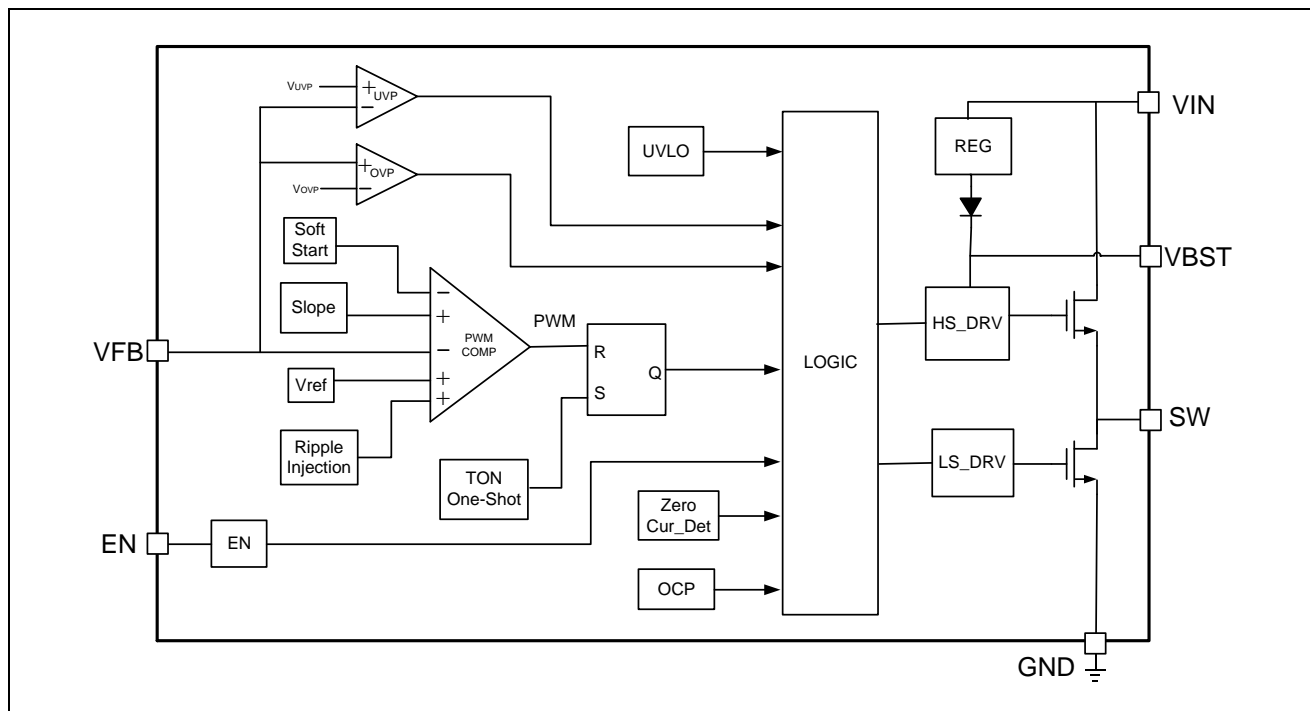 VUVP
+
UVP
−
VIN
UVLO
REG
+
OVP
VOVP
−
Soft
Start
VBST
−
Slope
+
HS_DRV
PWM
VFB
−
PWM
COMP
R
LOGIC
Q
Vref
+
S
+
SW
Ripple
Injection
TON
One-Shot
LS_DRV
Zero
Cur_Det
EN
EN
OCP
GND